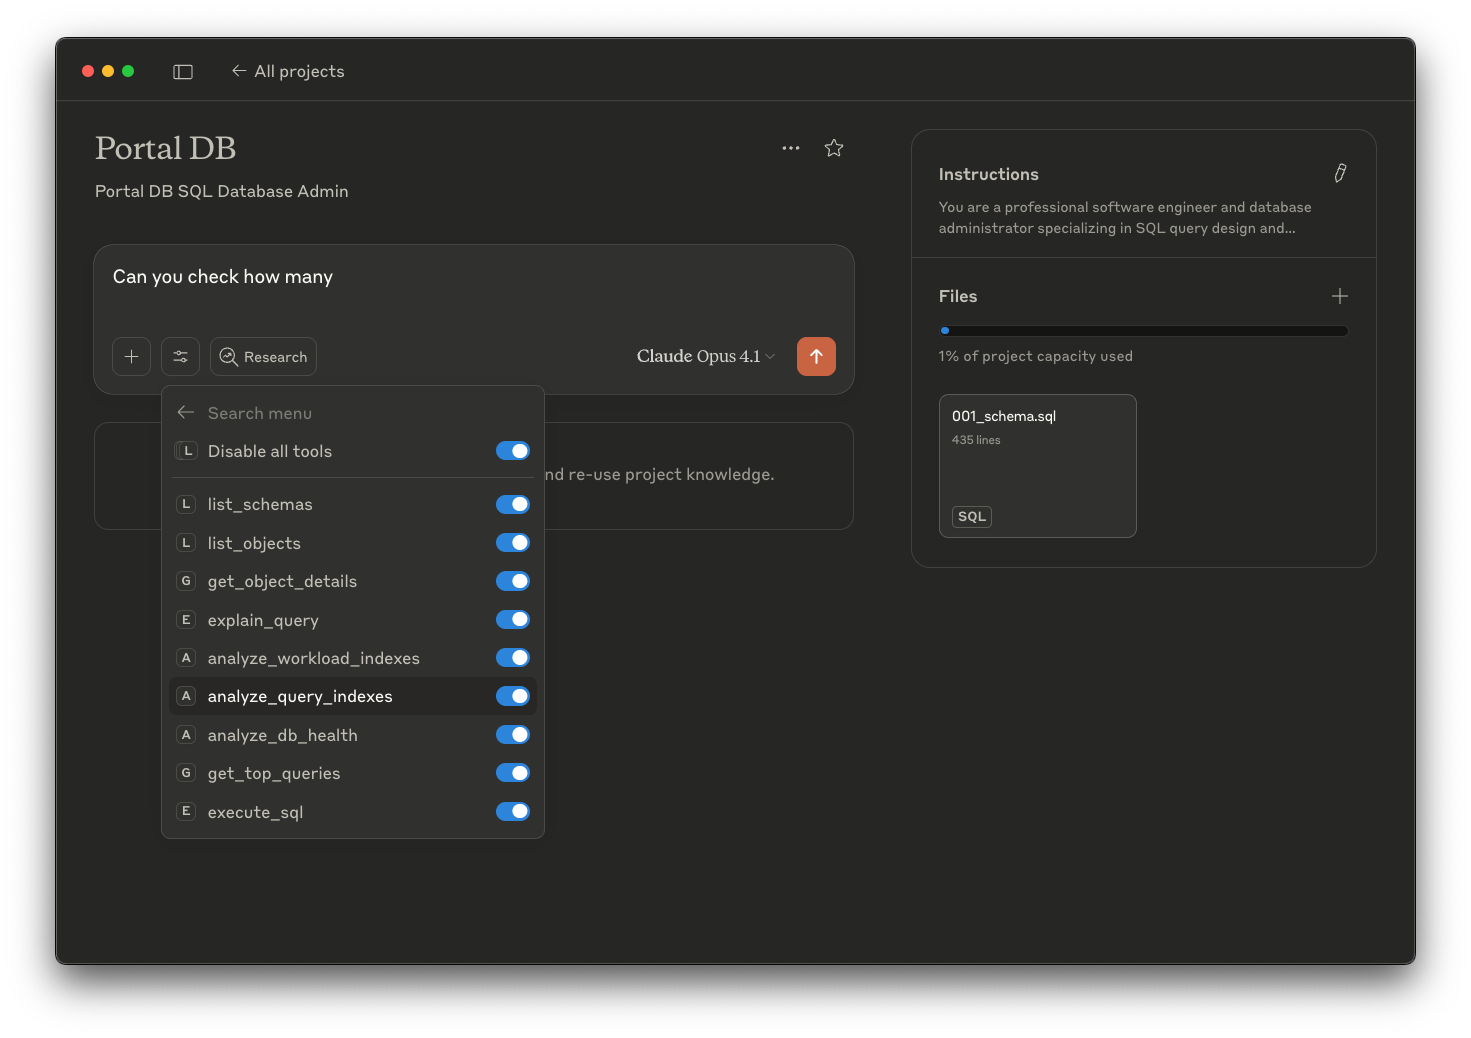 All projects
Portal DB
Portal DB SQL Database Admin
Can you check how many
Research
Claude Opus 4.1
Search menu
L Disable all tools
nd re-use project knowledge.
L list_schemas
L list_objects
G get_object_details
E explain_query
A analyze_workload_indexes
A analyze_query_indexes
A analyze_db_health
G get_top_queries
E execute_sql
Instructions
You are a professional software engineer and database
administrator specializing in SQL query design and...
Files
1% of project capacity used
001_schema.sql
435 lines
SQL